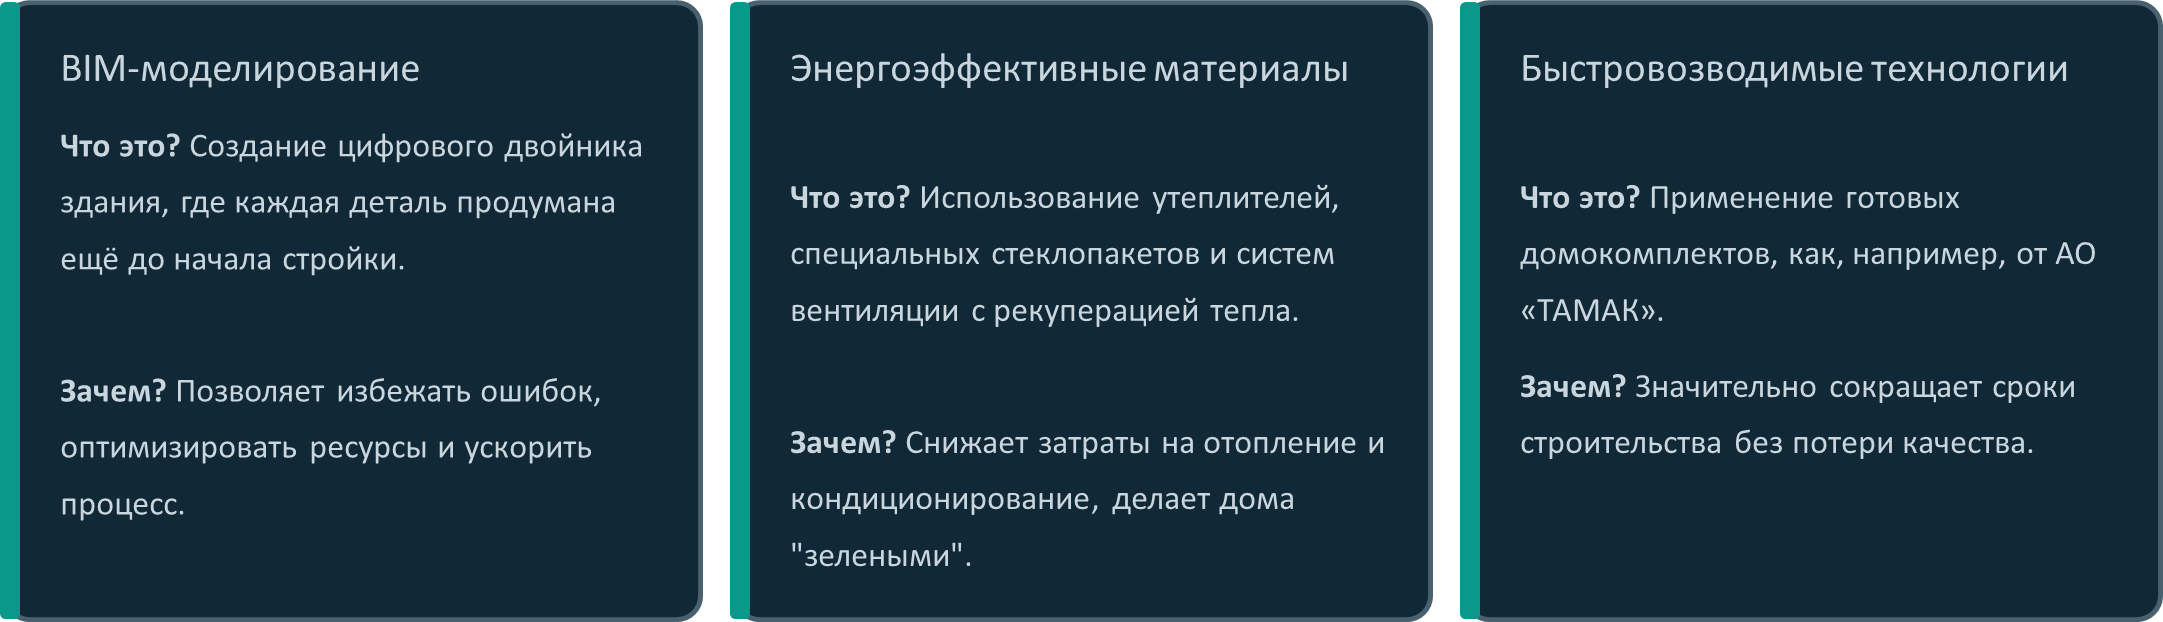 BIM-моделирование
Что это? Создание цифрового двойника
здания, где каждая деталь продумана
ещё до начала стройки.
Зачем? Позволяет избежать ошибок,
оптимизировать ресурсы и ускорить
процесс.
Энергоэффективные материалы
Что это? Использование утеплителей,
специальных стеклопакетов и систем
вентиляции с рекуперацией тепла.
Зачем? Снижает затраты на отопление и
кондиционирование, делает дома
"зелеными".
Быстровозводимые технологии
Что это? Применение готовых
домокомплектов, как, например, от АО
«ТАМАК».
Зачем? Значительно сокращает сроки
строительства без потери качества.